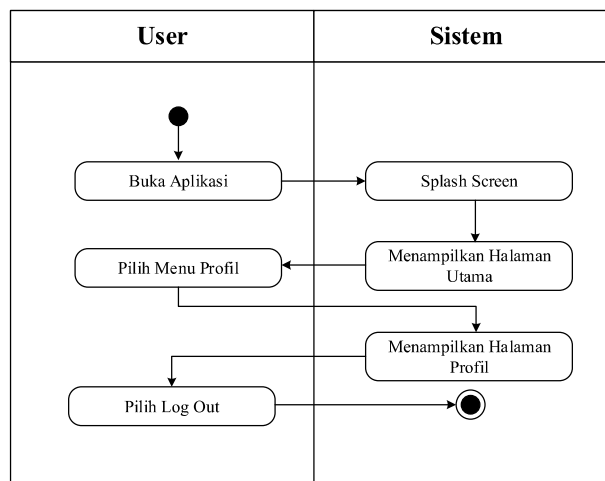 User
Sistem
Buka Aplikasi
Splash Screen
Menampilkan Halaman
Utama
Pilih Menu Profil
Menampilkan Halaman
Profil
Pilih Log Out